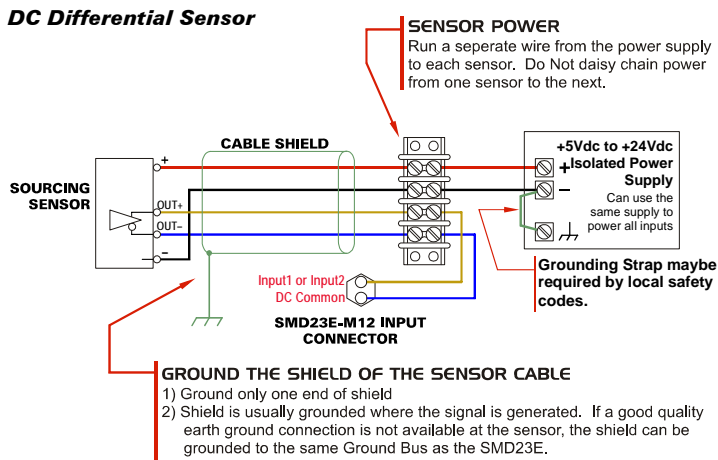 DC Differential Sensor
SENSOR POWER
Run a seperate wire from the power supply
to each sensor. Do Not daisy chain power
from one sensor to the next.
CABLE SHIELD
+
SOURCING
SENSOR
OUT+
OUT–
–
+5Vdc to +24Vdc
+ Isolated Power
Supply
–
Can use the
same supply to
power all inputs
Grounding Strap maybe
required by local safety
codes.
Input1 or Input2
DC Common
SMD23E-M12 INPUT
CONNECTOR
GROUND THE SHIELD OF THE SENSOR CABLE
1) Ground only one end of shield
2) Shield is usually grounded where the signal is generated. If a good quality
earth ground connection is not available at the sensor, the shield can be
grounded to the same Ground Bus as the SMD23E.